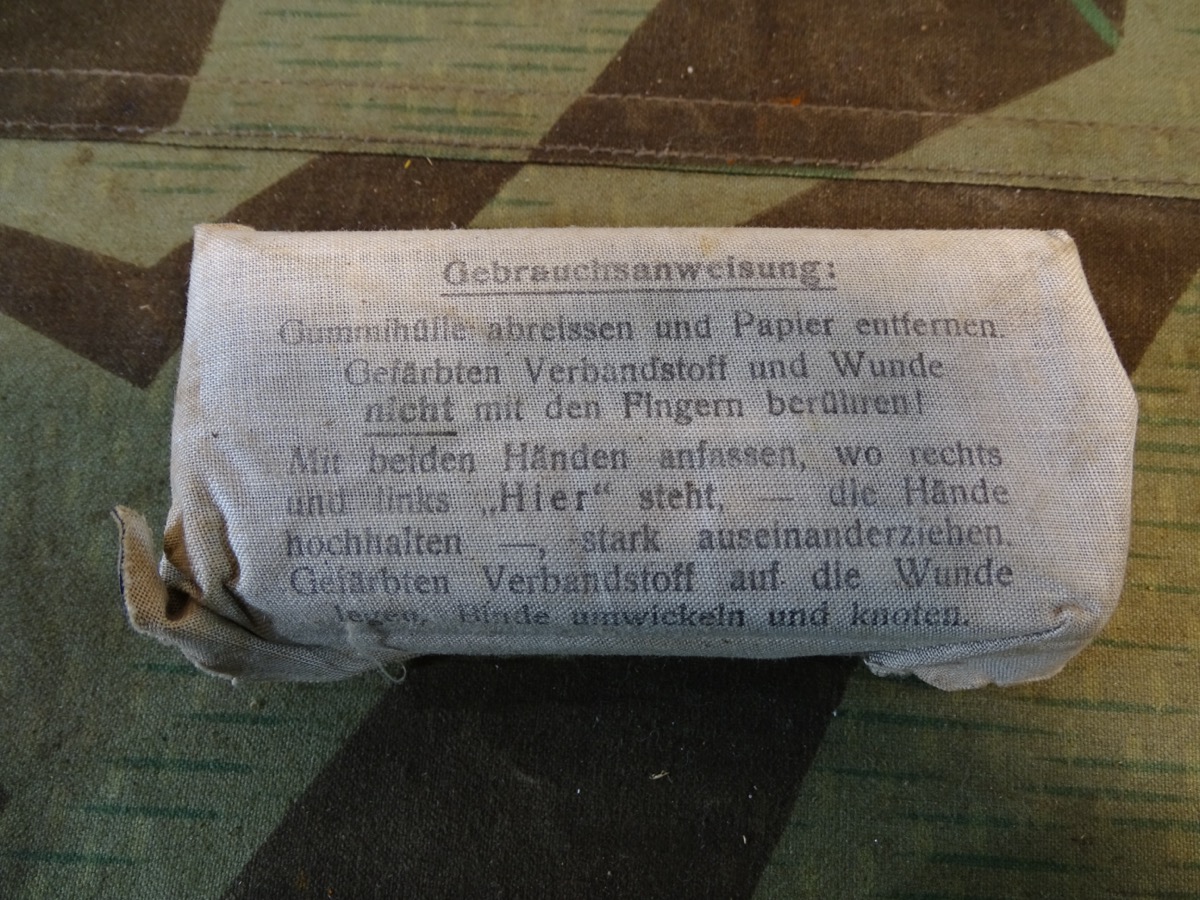 Gebrauchsanweisung:
Gummihülle abreissen und Papier entfernen.
Gefärbten Verbandstoff und Wunde
nicht mit den Fingern berühren!
Mit beiden Händen anfassen, wo rechts
und links „Hier“ steht, — die Hände
hochhalten —, stark auseinanderziehen.
Gefärbten Verbandstoff auf die Wunde
legen, Binde umwickeln und knoten.